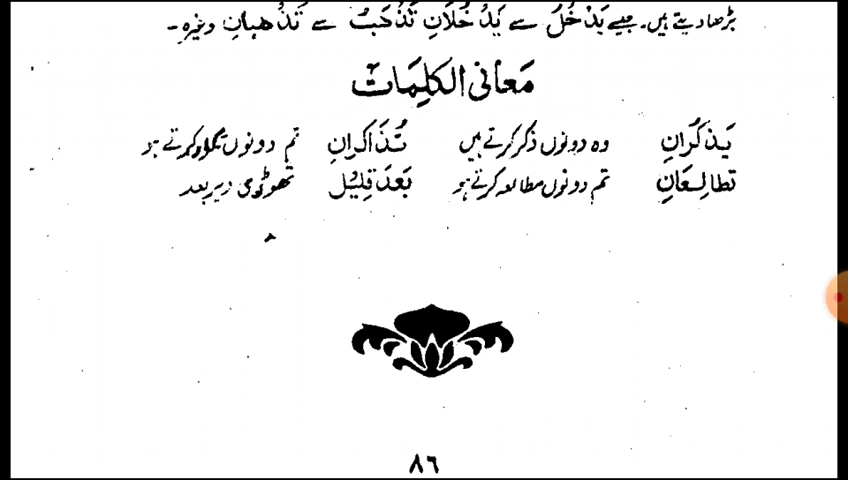 بڑھا دیتے ہیں۔ جیسے یَدْخُلُ سے یَدْخُلَانِ تَذْهَبُ سے تَذْهَبَانِ وغیرہ۔
مَعَانِی الکَلِمَات
یَذْکُرَانِ وہ دونوں ذکر کرتے ہیں تُذَاکِرَانِ تم دونوں تکرار کرتے ہو
تُطَالِعَانِ تم دونوں مطالعہ کرتے ہو بَعْدَ قَلِیْلٍ تھوڑی دیر بعد
۸۶